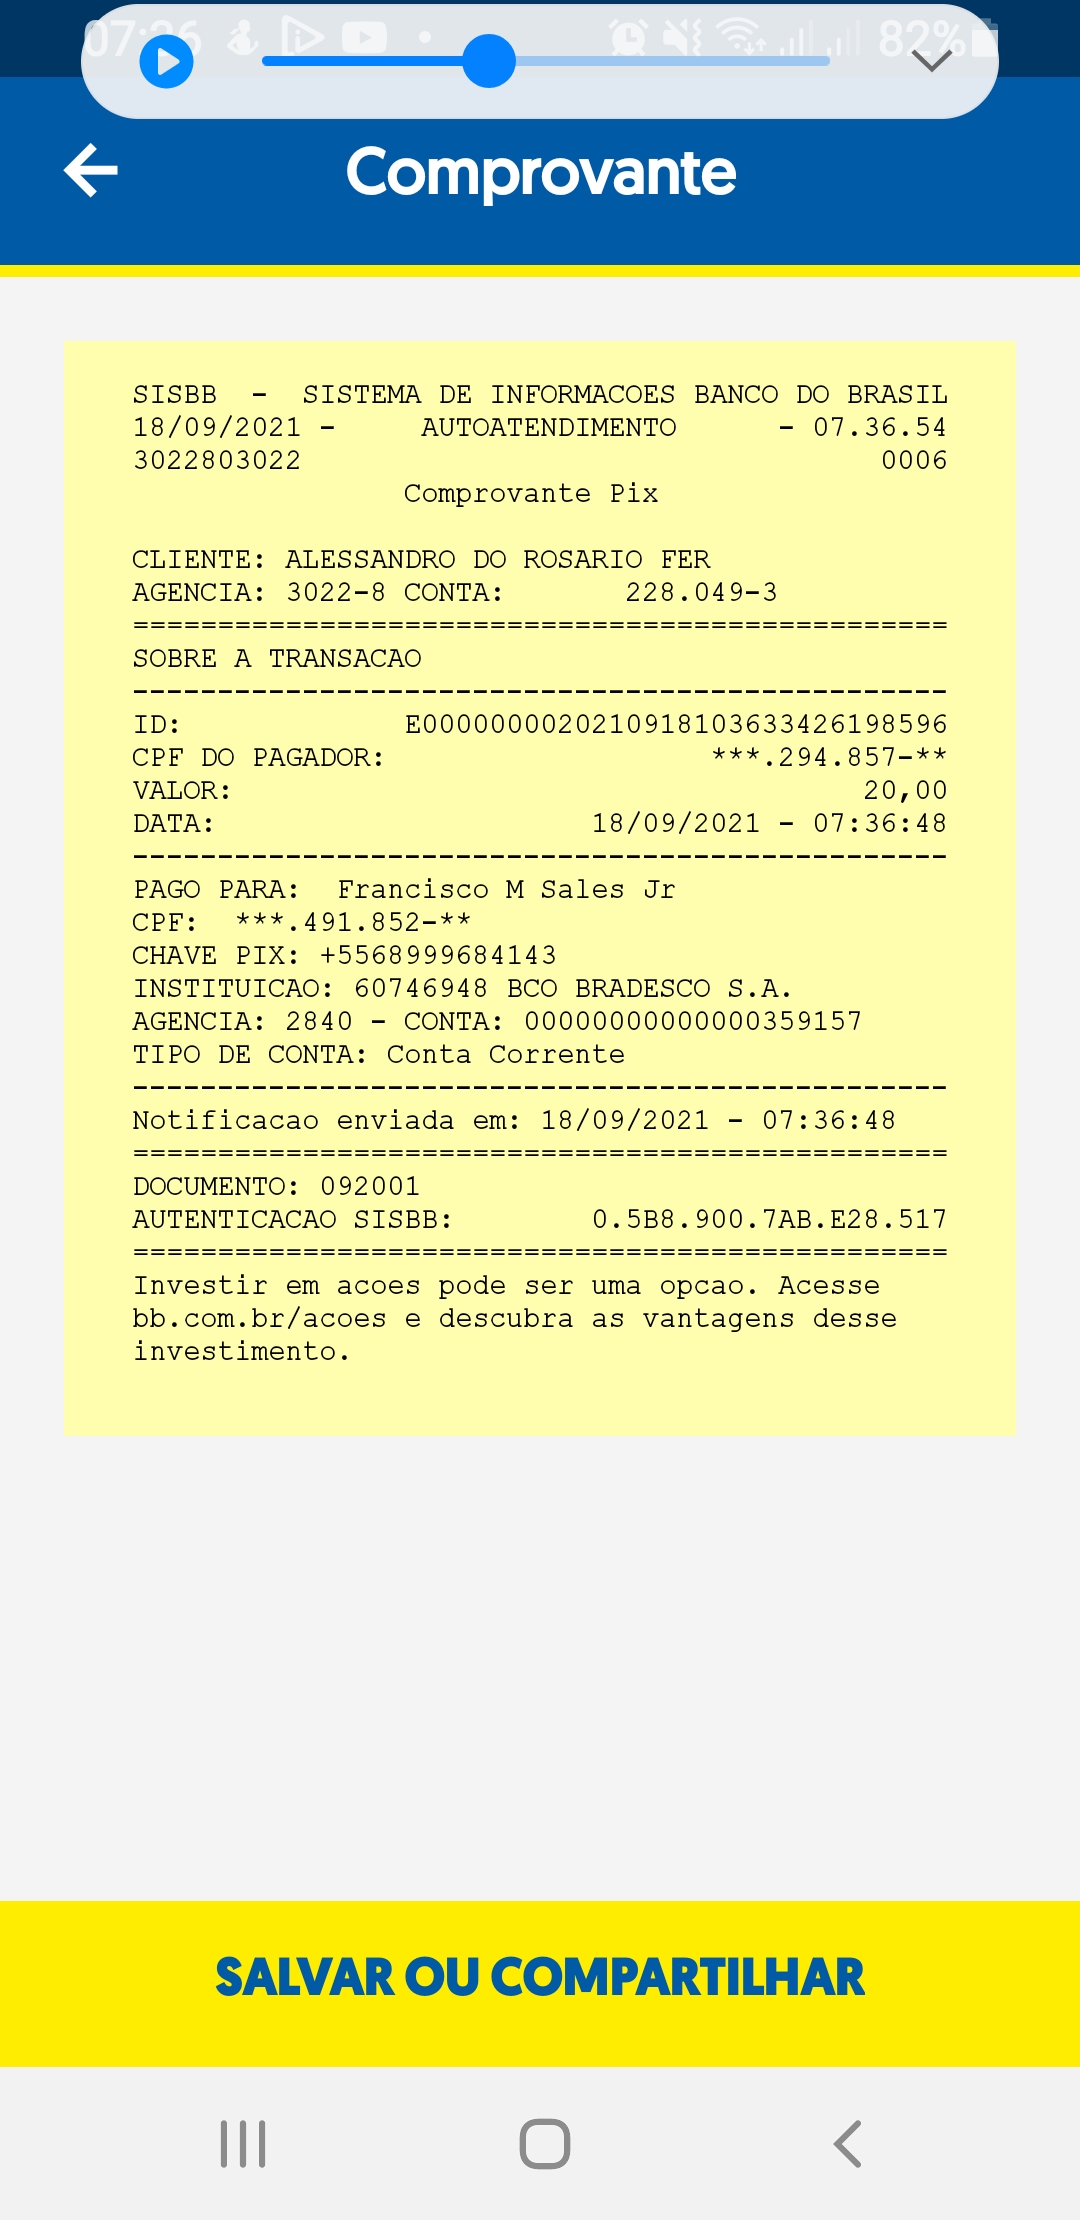 07:36 82%
Comprovante
SISBB - SISTEMA DE INFORMACOES BANCO DO BRASIL
18/09/2021 - AUTOATENDIMENTO - 07.36.54
3022803022 0006
Comprovante Pix
CLIENTE: ALESSANDRO DO ROSARIO FER
AGENCIA: 3022-8 CONTA: 228.049-3
================================================
SOBRE A TRANSACAO
------------------------------------------------
ID: E0000000020210918103633426198596
CPF DO PAGADOR: ***.294.857-**
VALOR: 20,00
DATA: 18/09/2021 - 07:36:48
------------------------------------------------
PAGO PARA: Francisco M Sales Jr
CPF: ***.491.852-**
CHAVE PIX: +5568999684143
INSTITUICAO: 60746948 BCO BRADESCO S.A.
AGENCIA: 2840 - CONTA: 00000000000000359157
TIPO DE CONTA: Conta Corrente
------------------------------------------------
Notificacao enviada em: 18/09/2021 - 07:36:48
================================================
DOCUMENTO: 092001
AUTENTICACAO SISBB: 0.5B8.900.7AB.E28.517
================================================
Investir em acoes pode ser uma opcao. Acesse
bb.com.br/acoes e descubra as vantagens desse
investimento.
SALVAR OU COMPARTILHAR